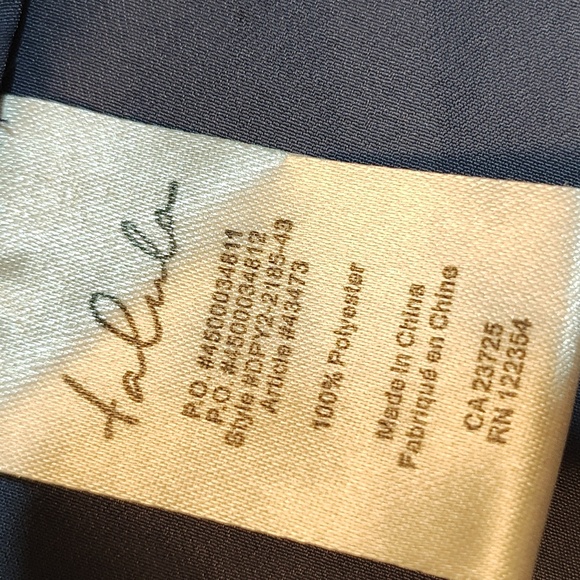 talula
P.O. #4500034811
P.O. #4500034812
Style #DPY2-2185-43
Article #43473
100% Polyester
Made in China
Fabriqué en Chine
CA 23725
RN 122354